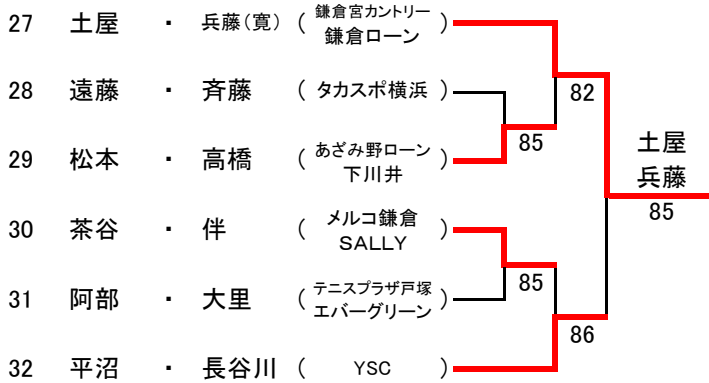 27 土屋 ・ 兵藤(寛) ( 鎌倉宮カントリー
鎌倉ローン )
82
28 遠藤 ・ 斉藤 ( タカスポ横浜 )
85
29 松本 ・ 高橋 ( あざみ野ローン
下川井 )
土屋
兵藤
85
30 茶谷 ・ 伴 ( メルコ鎌倉
SALLY )
85
31 阿部 ・ 大里 ( テニスプラザ戸塚
エバーグリーン )
86
32 平沼 ・ 長谷川 ( YSC )